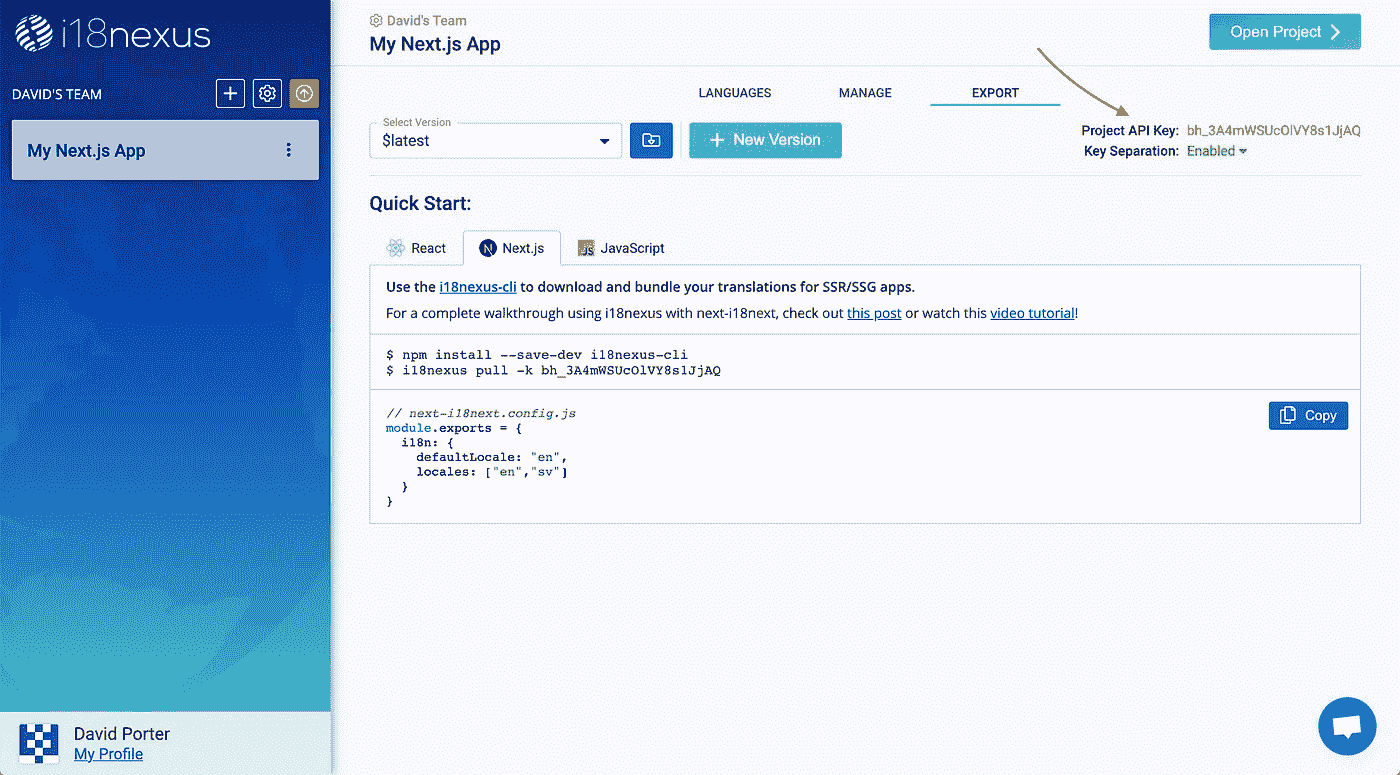 i18nexus
DAVID'S TEAM
My Next.js App
David Porter
My Profile
David's Team
My Next.js App
Open Project
LANGUAGES
MANAGE
EXPORT
Select Version
$latest
New Version
Project API Key: bh_3A4mWSUcOlVY8s1JjAQ
Key Separation: Enabled
Quick Start:
React
N Next.js
JS JavaScript
Use the i18nexus-cli to download and bundle your translations for SSR/SSG apps.
For a complete walkthrough using i18nexus with next-i18next, check out this post or watch this video tutorial!
$ npm install --save-dev i18nexus-cli
$ i18nexus pull -k bh_3A4mWSUcOlVY8s1JjAQ
// next-i18next.config.js
module.exports = {
i18n: {
defaultLocale: "en",
locales: ["en","sv"]
}
}
Copy